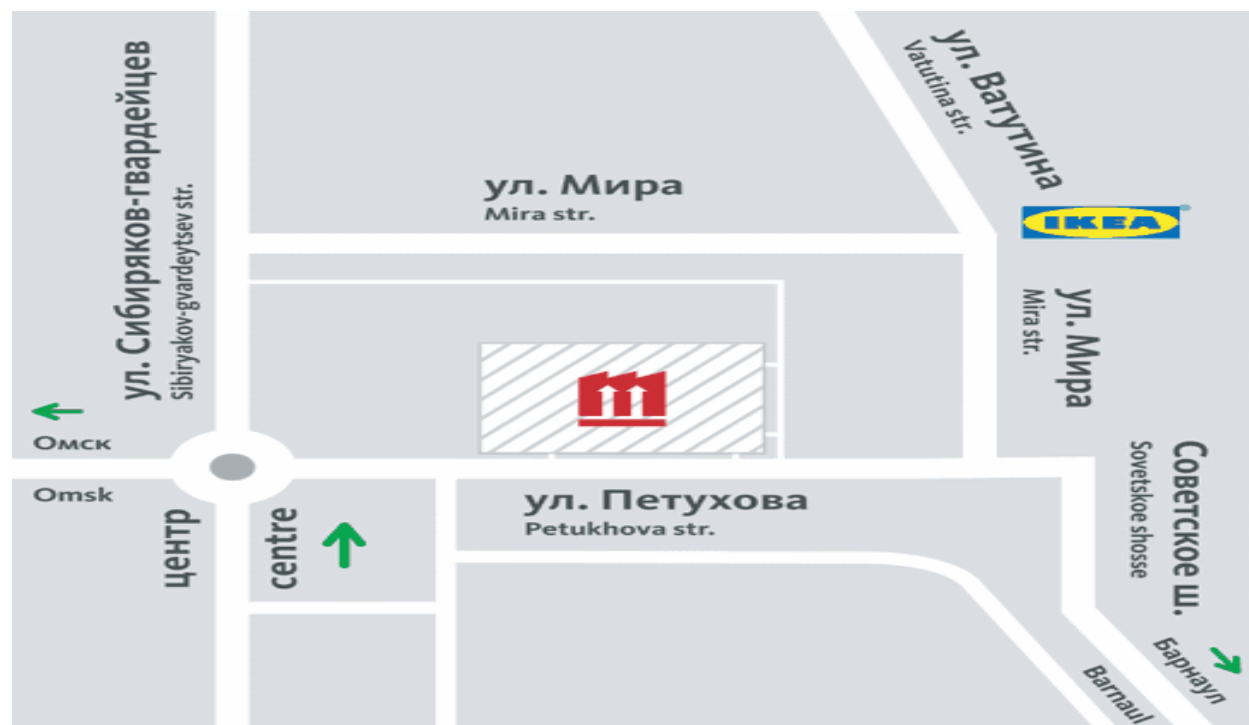 ул. Сибиряков-гвардейцев
Sibiryakov-gvardeytsev str.
ул. Мира
Mira str.
ул. Ватутина
Vatutina str.
IKEA
ул. Мира
Mira str.
Омск
Omsk
центр
centre
ул. Петухова
Petukhova str.
Советское ш.
Sovetskoe shosse
Барнаул
Barnaul